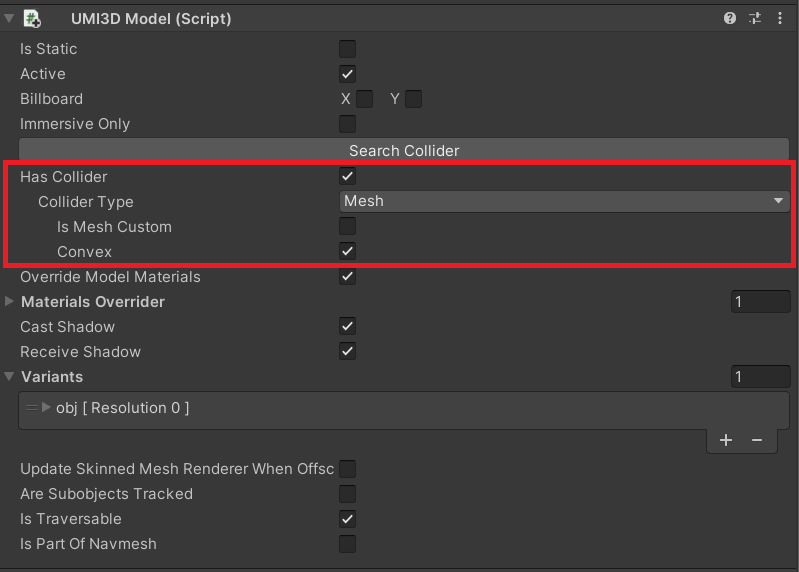 UMI3D Model (Script)
Is Static
Active
Billboard X Y
Immersive Only
Search Collider
Has Collider
Collider Type Mesh
Is Mesh Custom
Convex
Override Model Materials
Materials Overrider 1
Cast Shadow
Receive Shadow
Variants 1
obj [ Resolution 0 ]
Update Skinned Mesh Renderer When Offsc
Are Subobjects Tracked
Is Traversable
Is Part Of Navmesh